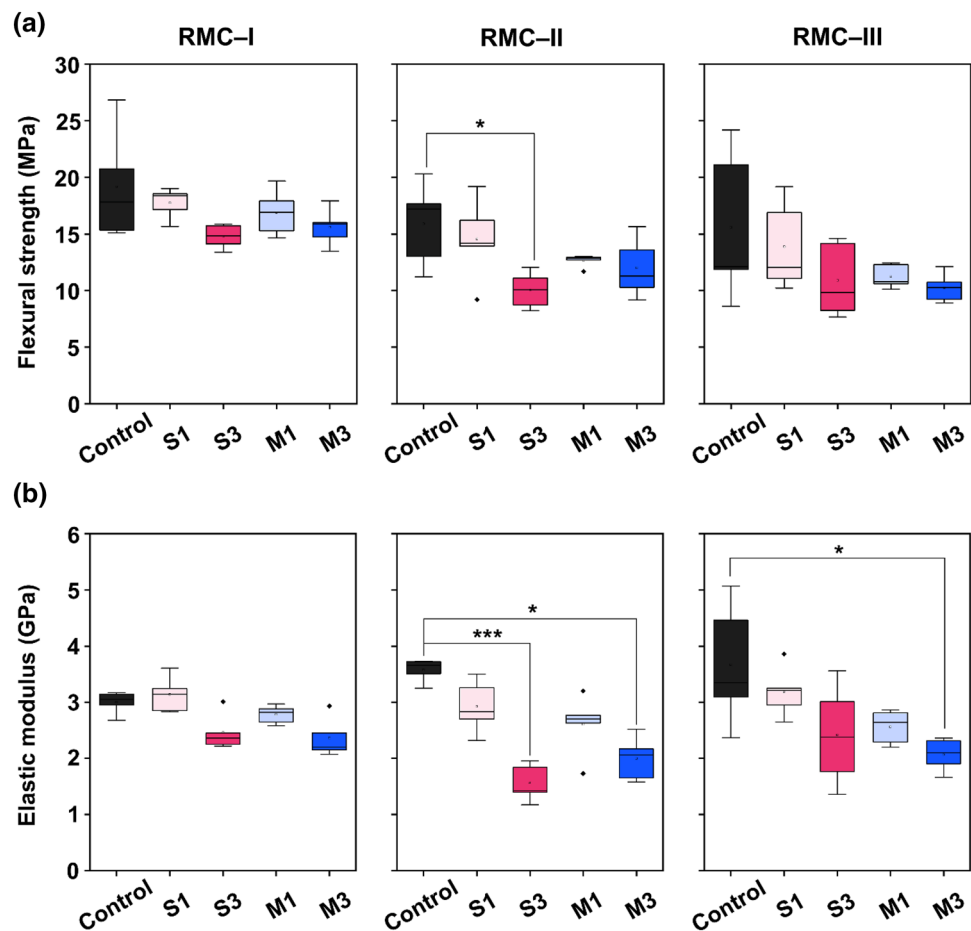 (a)
RMC–I RMC–II RMC–III
Flexural strength (MPa)
30
25
20
15
10
5
0
*
Control S1 S3 M1 M3
Control S1 S3 M1 M3
Control S1 S3 M1 M3
(b)
Elastic modulus (GPa)
6
5
4
3
2
1
0
*
***
*
Control S1 S3 M1 M3
Control S1 S3 M1 M3
Control S1 S3 M1 M3